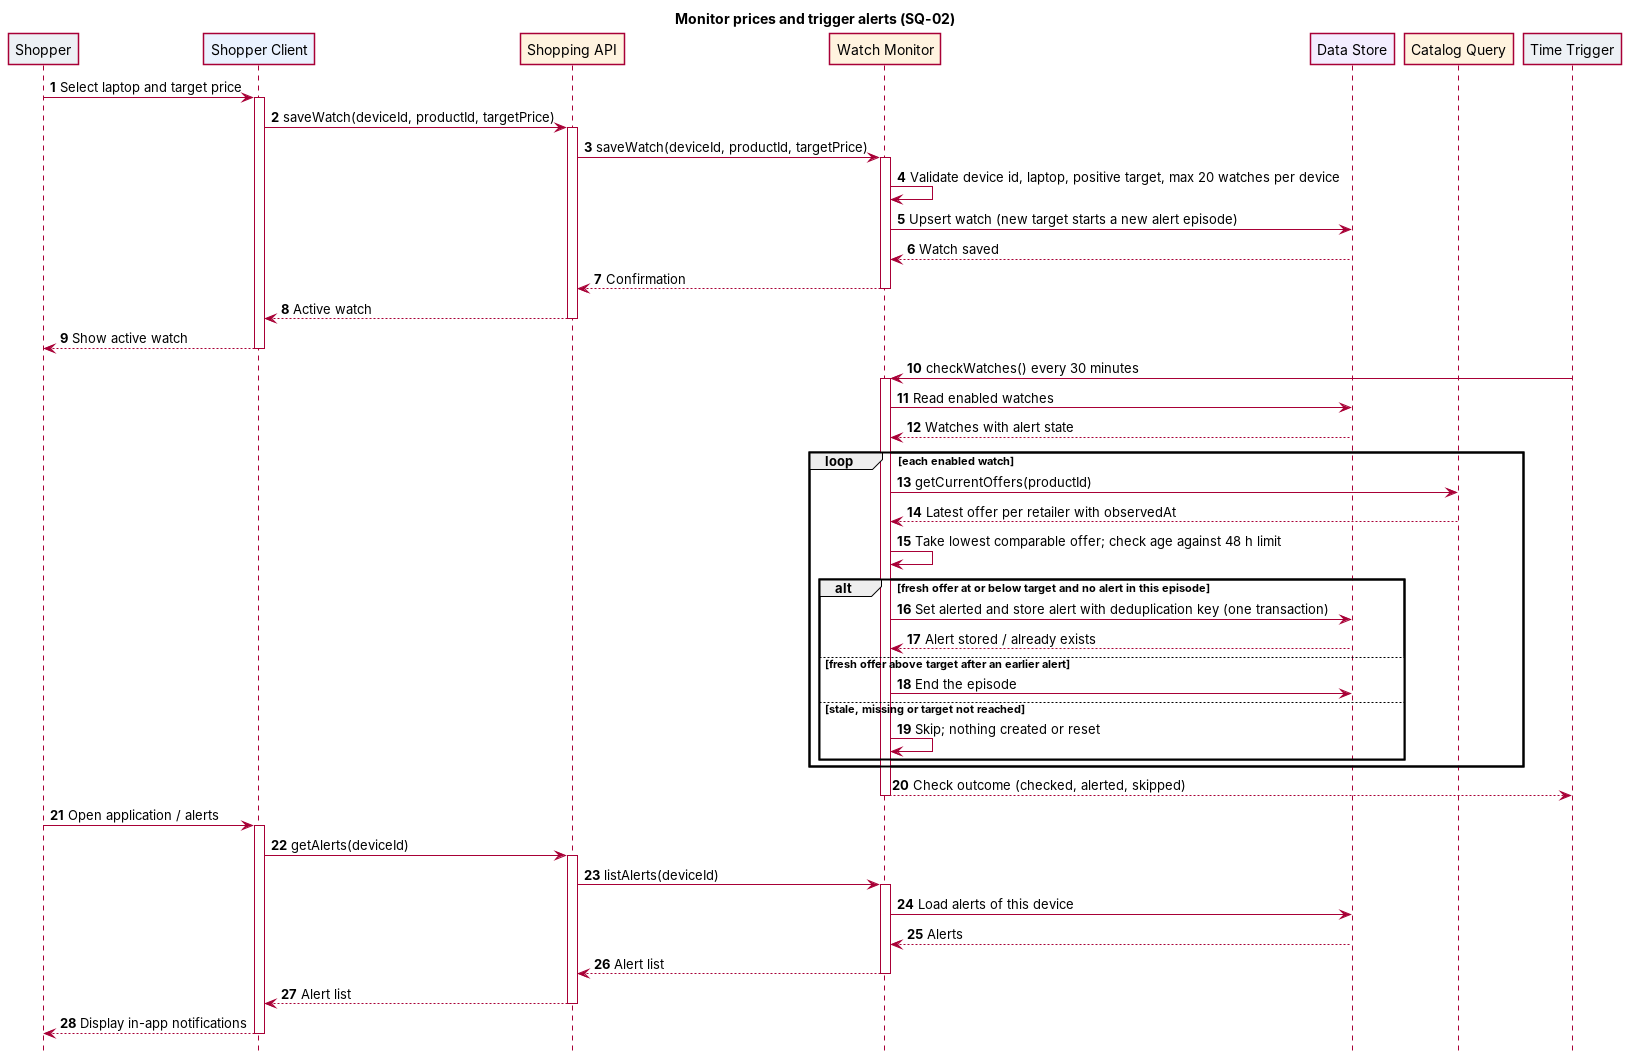 Monitor prices and trigger alerts (SQ-02)
Shopper
Shopper Client
Shopping API
Watch Monitor
Data Store
Catalog Query
Time Trigger
1 Select laptop and target price
2 saveWatch(deviceId, productId, targetPrice)
3 saveWatch(deviceId, productId, targetPrice)
4 Validate device id, laptop, positive target, max 20 watches per device
5 Upsert watch (new target starts a new alert episode)
6 Watch saved
7 Confirmation
8 Active watch
9 Show active watch
10 checkWatches() every 30 minutes
11 Read enabled watches
12 Watches with alert state
loop [each enabled watch]
13 getCurrentOffers(productId)
14 Latest offer per retailer with observedAt
15 Take lowest comparable offer; check age against 48 h limit
alt [fresh offer at or below target and no alert in this episode]
16 Set alerted and store alert with deduplication key (one transaction)
17 Alert stored / already exists
[fresh offer above target after an earlier alert]
18 End the episode
[stale, missing or target not reached]
19 Skip; nothing created or reset
20 Check outcome (checked, alerted, skipped)
21 Open application / alerts
22 getAlerts(deviceId)
23 listAlerts(deviceId)
24 Load alerts of this device
25 Alerts
26 Alert list
27 Alert list
28 Display in-app notifications